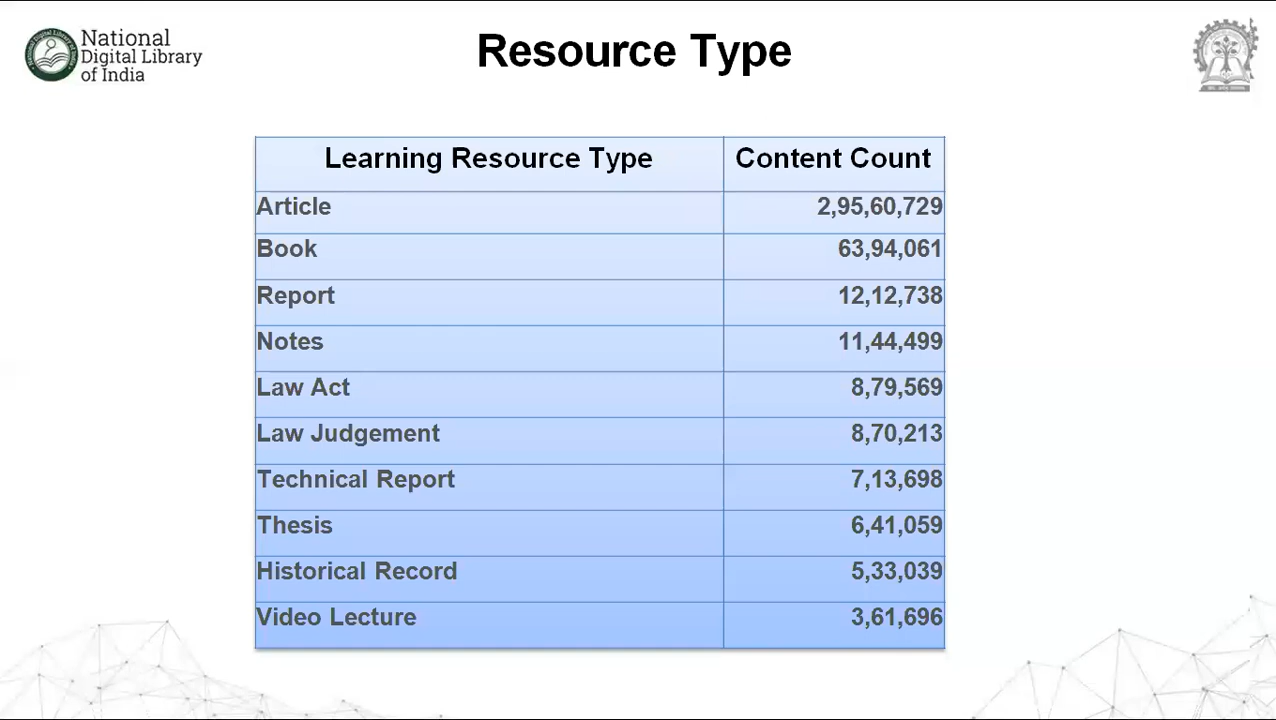 National
Digital Library
of India
Resource Type
Learning Resource Type Content Count
Article 2,95,60,729
Book 63,94,061
Report 12,12,738
Notes 11,44,499
Law Act 8,79,569
Law Judgement 8,70,213
Technical Report 7,13,698
Thesis 6,41,059
Historical Record 5,33,039
Video Lecture 3,61,696